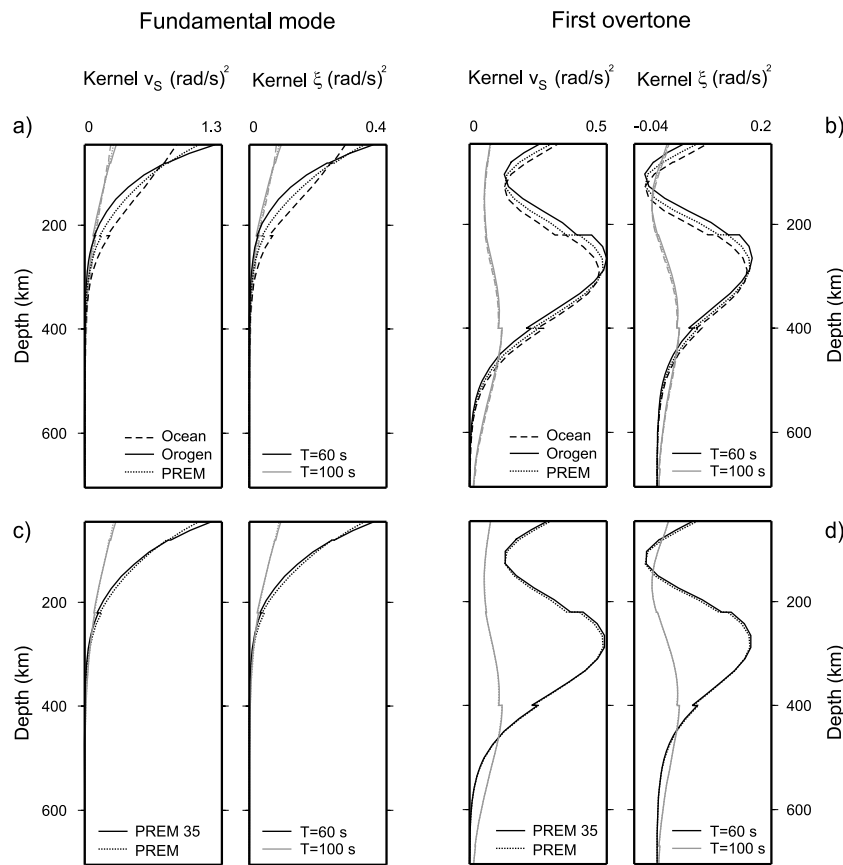 Fundamental mode
First overtone
Kernel vS (rad/s)2
Kernel ξ (rad/s)2
Kernel vS (rad/s)2
Kernel ξ (rad/s)2
0 1.3
0 0.4
0 0.5
-0.04 0.2
a)
b)
200
400
600
Depth (km)
200
400
600
Depth (km)
Ocean
Orogen
PREM
T=60 s
T=100 s
Ocean
Orogen
PREM
T=60 s
T=100 s
c)
d)
200
400
600
Depth (km)
200
400
600
Depth (km)
PREM 35
PREM
T=60 s
T=100 s
PREM 35
PREM
T=60 s
T=100 s